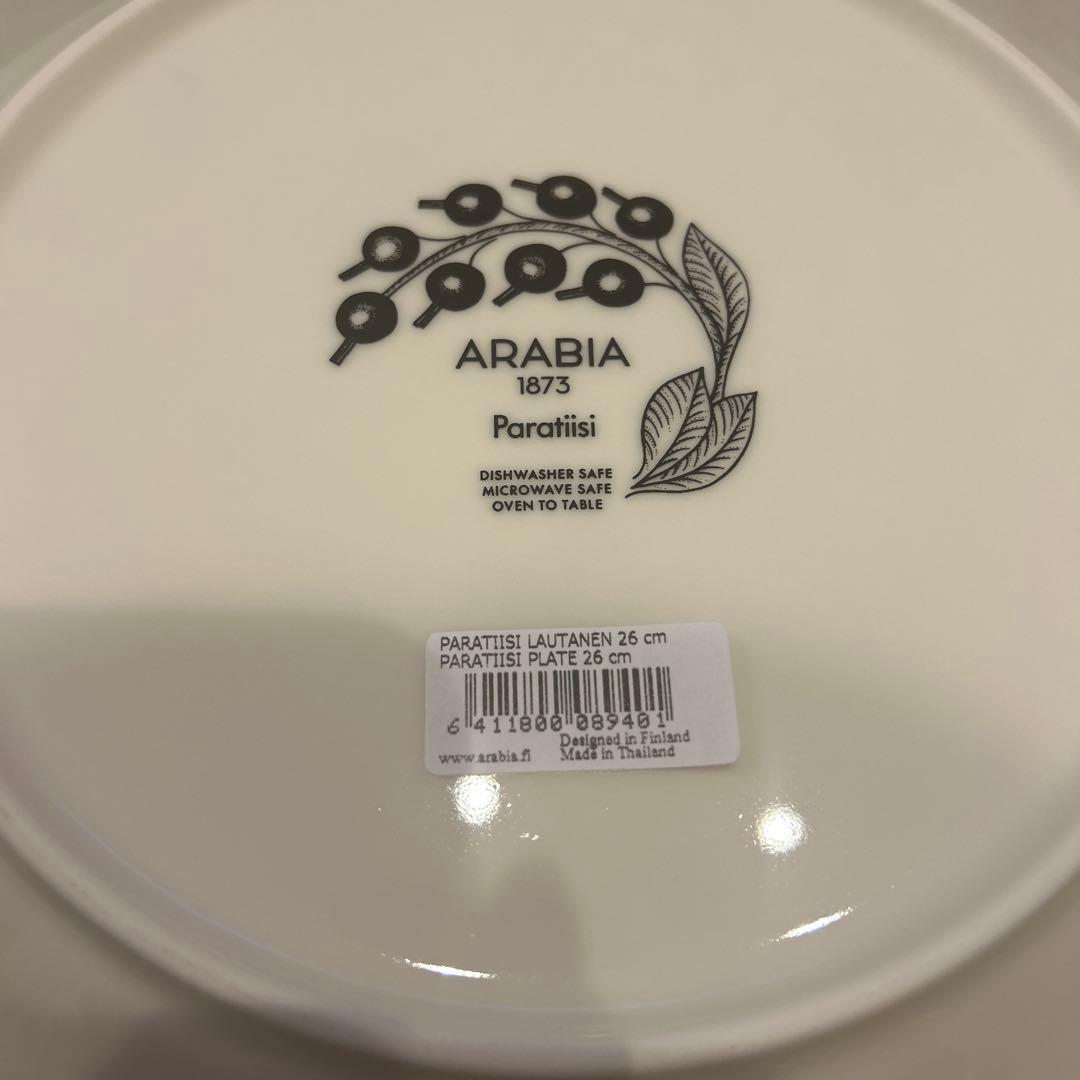 ARABIA
1873
Paratiisi
DISHWASHER SAFE
MICROWAVE SAFE
OVEN TO TABLE
PARATIISI LAUTANEN 26 cm
PARATIISI PLATE 26 cm
6 411800 089401
Designed in Finland
www.arabia.fi Made in Thailand